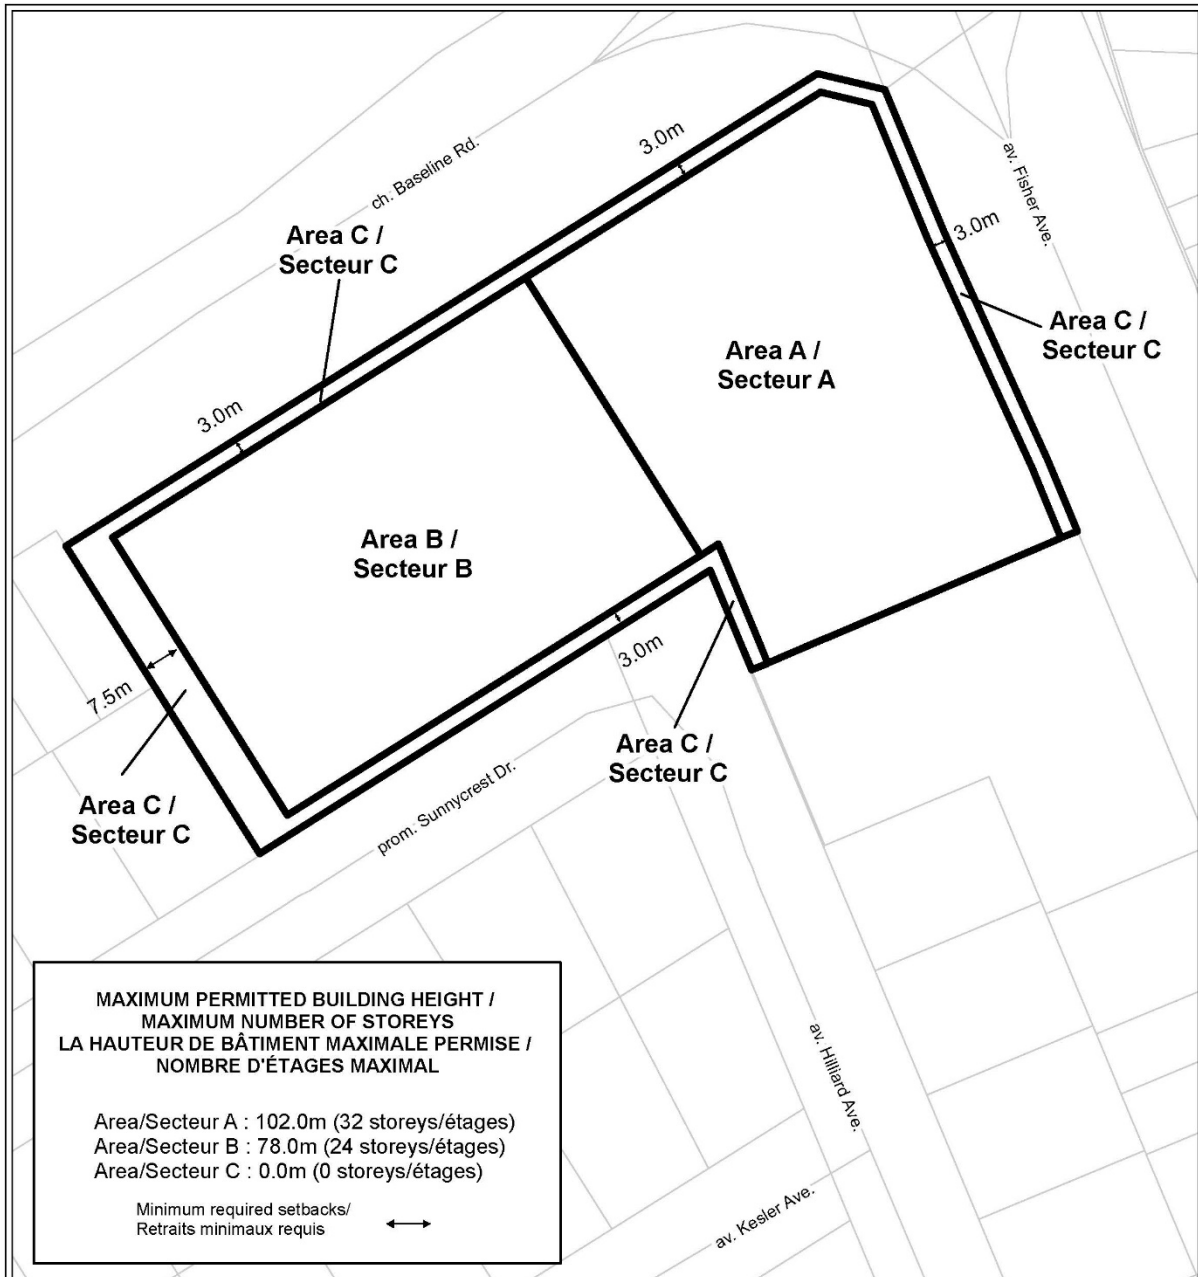 3.0m
ch. Baseline Rd.
av. Fisher Ave.
3.0m
Area C /
Secteur C
Area C /
Secteur C
Area A /
Secteur A
3.0m
Area B /
Secteur B
3.0m
7.5m
Area C /
Secteur C
Area C /
Secteur C
prom. Sunnycrest Dr.
MAXIMUM PERMITTED BUILDING HEIGHT /
MAXIMUM NUMBER OF STOREYS
LA HAUTEUR DE BÂTIMENT MAXIMALE PERMISE /
NOMBRE D'ÉTAGES MAXIMAL
Area/Secteur A : 102.0m (32 storeys/étages)
Area/Secteur B : 78.0m (24 storeys/étages)
Area/Secteur C : 0.0m (0 storeys/étages)
Minimum required setbacks/
Retraits minimaux requis
av. Hilliard Ave.
av. Kesler Ave.